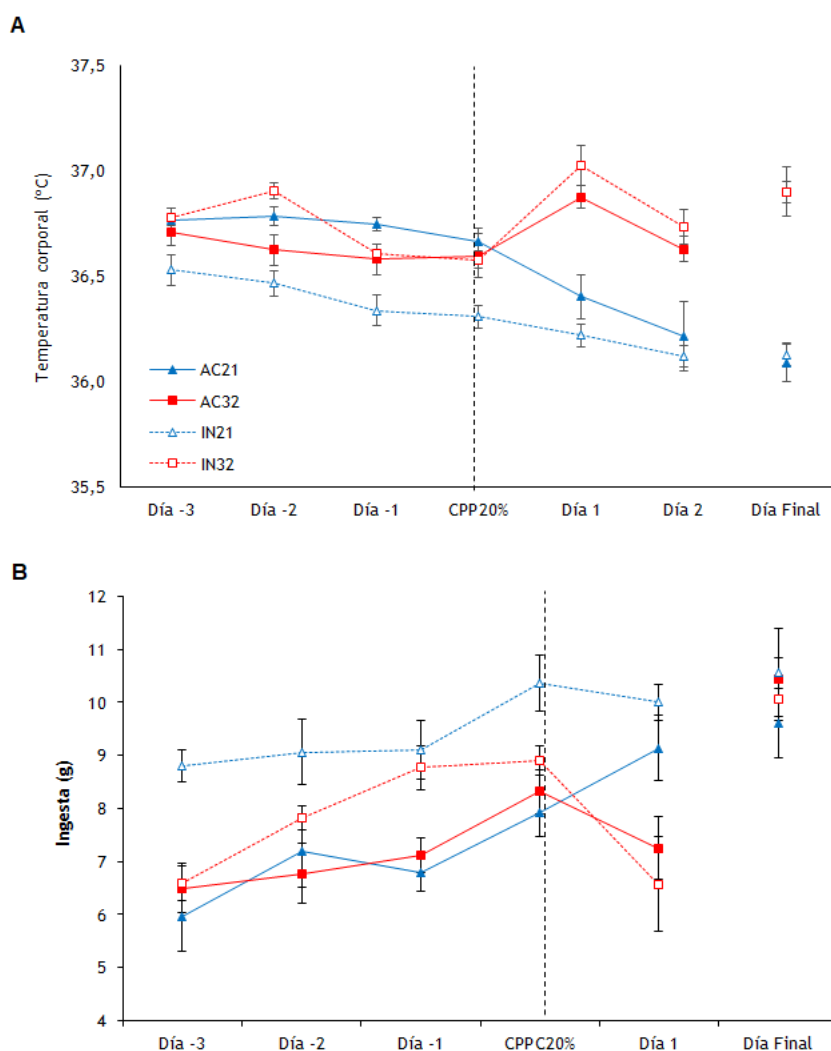 A
37,5
37,0
36,5
36,0
35,5
Temperatura corporal (°C)
AC21
AC32
IN21
IN32
Día -3 Día -2 Día -1 CPP20% Día 1 Día 2 Día Final
B
12
11
10
9
8
7
6
5
4
Ingesta (g)
Día -3 Día -2 Día -1 CPPC20% Día 1 Día Final